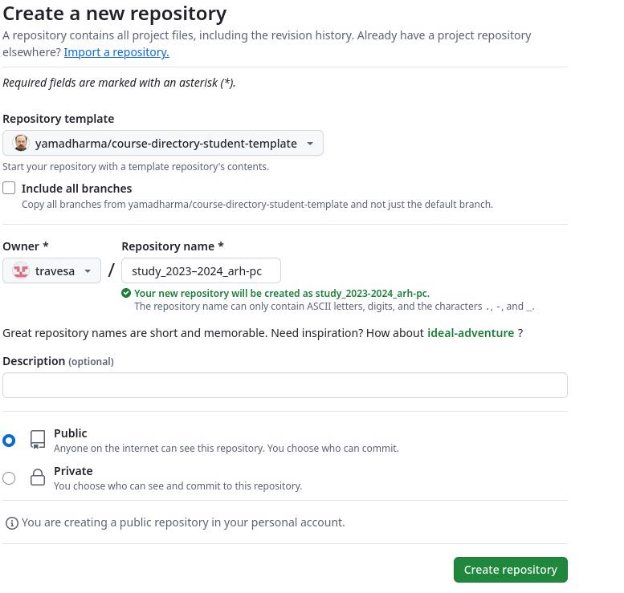 Create a new repository
A repository contains all project files, including the revision history. Already have a project repository
elsewhere? Import a repository.
Required fields are marked with an asterisk (*).
Repository template
yamadharma/course-directory-student-template
Start your repository with a template repository's contents.
Include all branches
Copy all branches from yamadharma/course-directory-student-template and not just the default branch.
Owner *
Repository name *
travesa
/
study_2023–2024_arh-pc
Your new repository will be created as study_2023-2024_arh-pc.
The repository name can only contain ASCII letters, digits, and the characters ., -, and _.
Great repository names are short and memorable. Need inspiration? How about ideal-adventure ?
Description (optional)
Public
Anyone on the internet can see this repository. You choose who can commit.
Private
You choose who can see and commit to this repository.
You are creating a public repository in your personal account.
Create repository